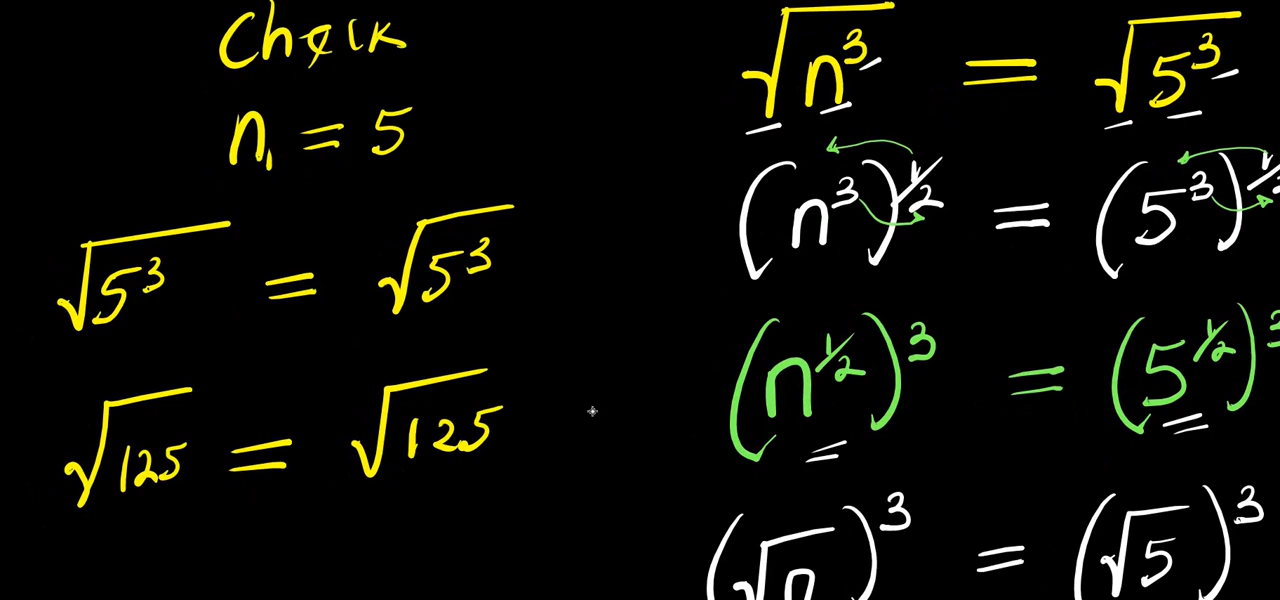 Check
n₁ = 5
√5³ = √5³
√125 = √125
√n³ = √5³
(n³)^1/2 = (5³)^1/2
(n^1/2)³ = (5^1/2)³
(√n)³ = (√5)³